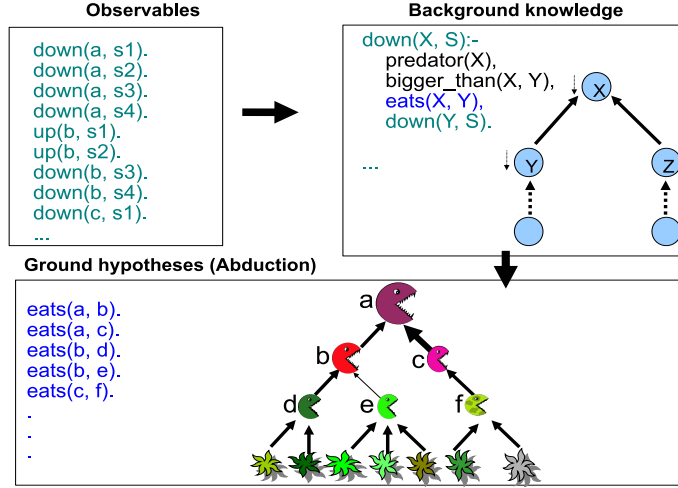 Observables
down(a, s1).
down(a, s2).
down(a, s3).
down(a, s4).
up(b, s1).
up(b, s2).
down(b, s3).
down(b, s4).
down(c, s1).
...
Background knowledge
down(X, S):-
predator(X),
bigger_than(X, Y),
eats(X, Y),
down(Y, S).
...
X
Y
Z
Ground hypotheses (Abduction)
eats(a, b).
eats(a, c).
eats(b, d).
eats(b, e).
eats(c, f).
.
.
.
a
b
c
d
e
f